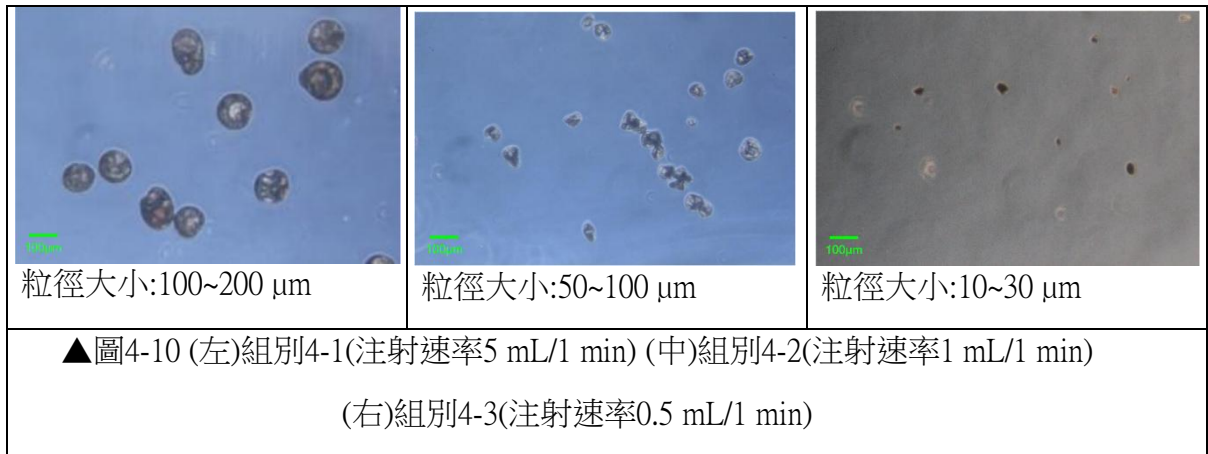 100µm
100µm
100µm
粒徑大小:100~200 µm
粒徑大小:50~100 µm
粒徑大小:10~30 µm
▲圖4-10 (左)組別4-1(注射速率5 mL/1 min) (中)組別4-2(注射速率1 mL/1 min)
(右)組別4-3(注射速率0.5 mL/1 min)